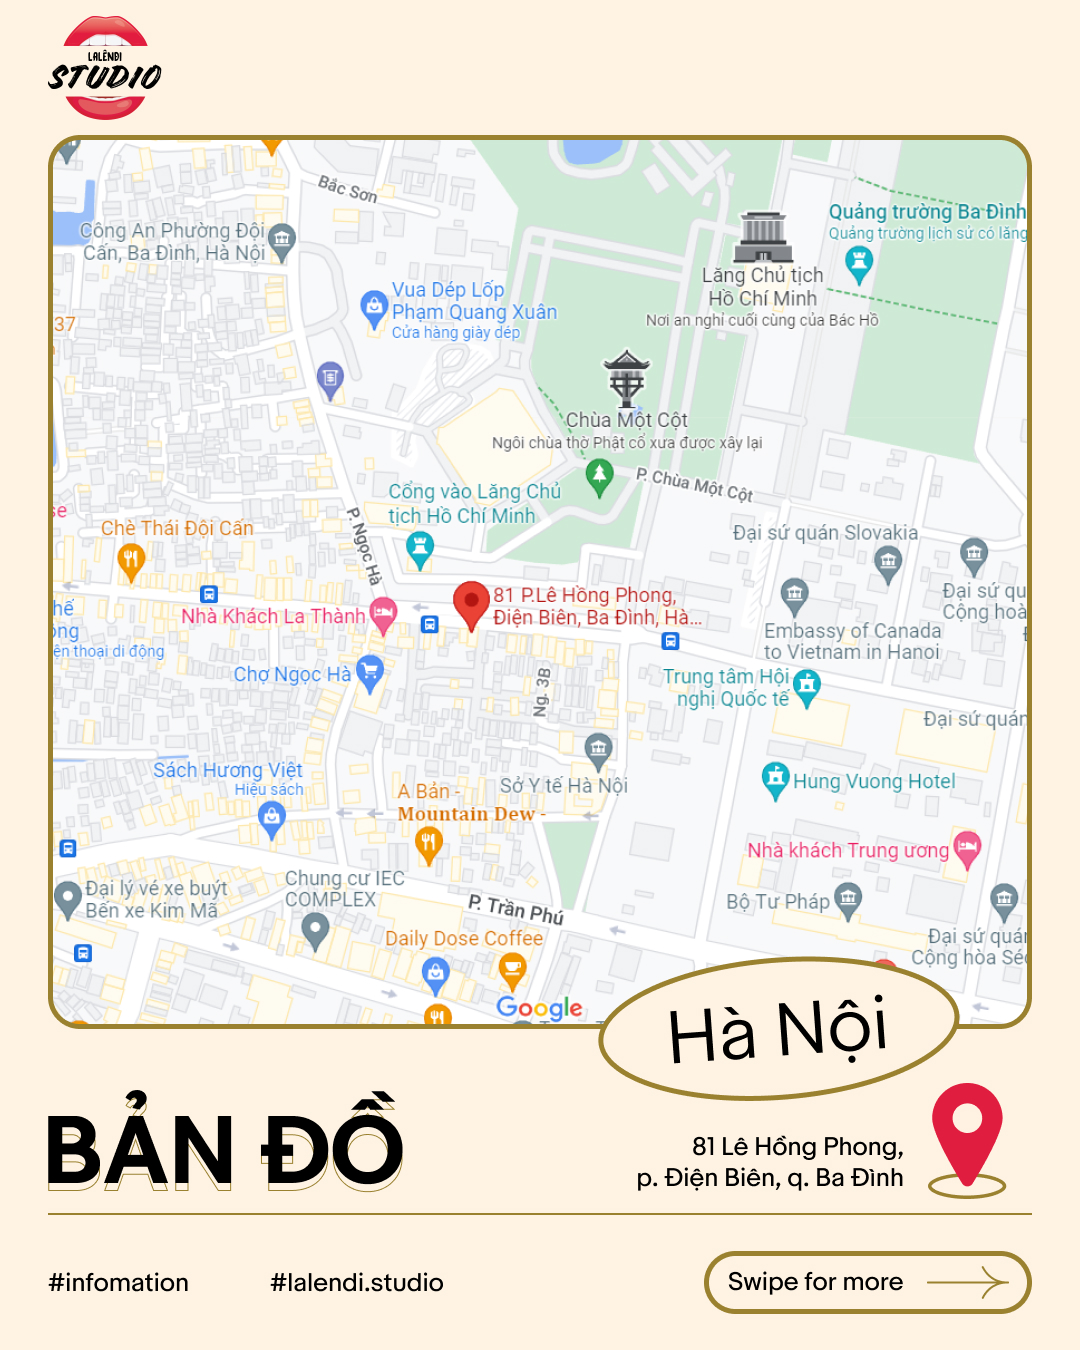 LALÊNDI
STUDIO
Bắc Sơn
Công An Phường Đội
Cấn, Ba Đình, Hà Nội
Quảng trường Ba Đình
Quảng trường lịch sử có lăng
Lăng Chủ tịch
Hồ Chí Minh
Nơi an nghỉ cuối cùng của Bác Hồ
Vua Dép Lốp
Phạm Quang Xuân
Cửa hàng giày dép
37
Chùa Một Cột
Ngôi chùa thờ Phật cổ xưa được xây lại
P. Chùa Một Cột
Cổng vào Lăng Chủ
tịch Hồ Chí Minh
se
Chè Thái Đội Cấn
P. Ngọc Hà
Đại sứ quán Slovakia
Đại sứ qu
Cộng hoà
81 P.Lê Hồng Phong,
Điện Biên, Ba Đình, Hà...
Nhà Khách La Thành
hế
ong
ện thoại di động
Embassy of Canada
to Vietnam in Hanoi
Chợ Ngọc Hà
Ng. 3B
Trung tâm Hội
nghị Quốc tế
Đại sứ quán
Sách Hương Việt
Hiệu sách
Sở Y tế Hà Nội
Hung Vuong Hotel
A Bản -
Mountain Dew -
Nhà khách Trung ương
Chung cư IEC
COMPLEX
Đại lý vé xe buýt
Bến xe Kim Mã
P. Trần Phú
Bộ Tư Pháp
Daily Dose Coffee
Đại sứ quán
Cộng hòa Séc
Google
Hà Nội
BẢN ĐỒ
81 Lê Hồng Phong,
p. Điện Biên, q. Ba Đình
#infomation
#lalendi.studio
Swipe for more